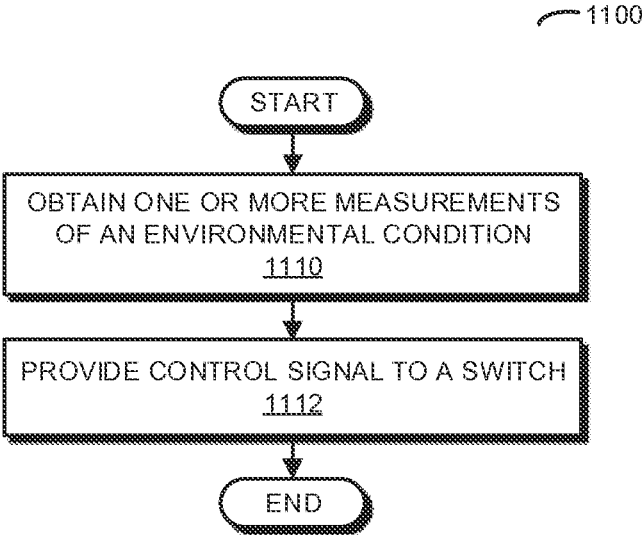 1100
START
OBTAIN ONE OR MORE MEASUREMENTS
OF AN ENVIRONMENTAL CONDITION
1110
PROVIDE CONTROL SIGNAL TO A SWITCH
1112
END